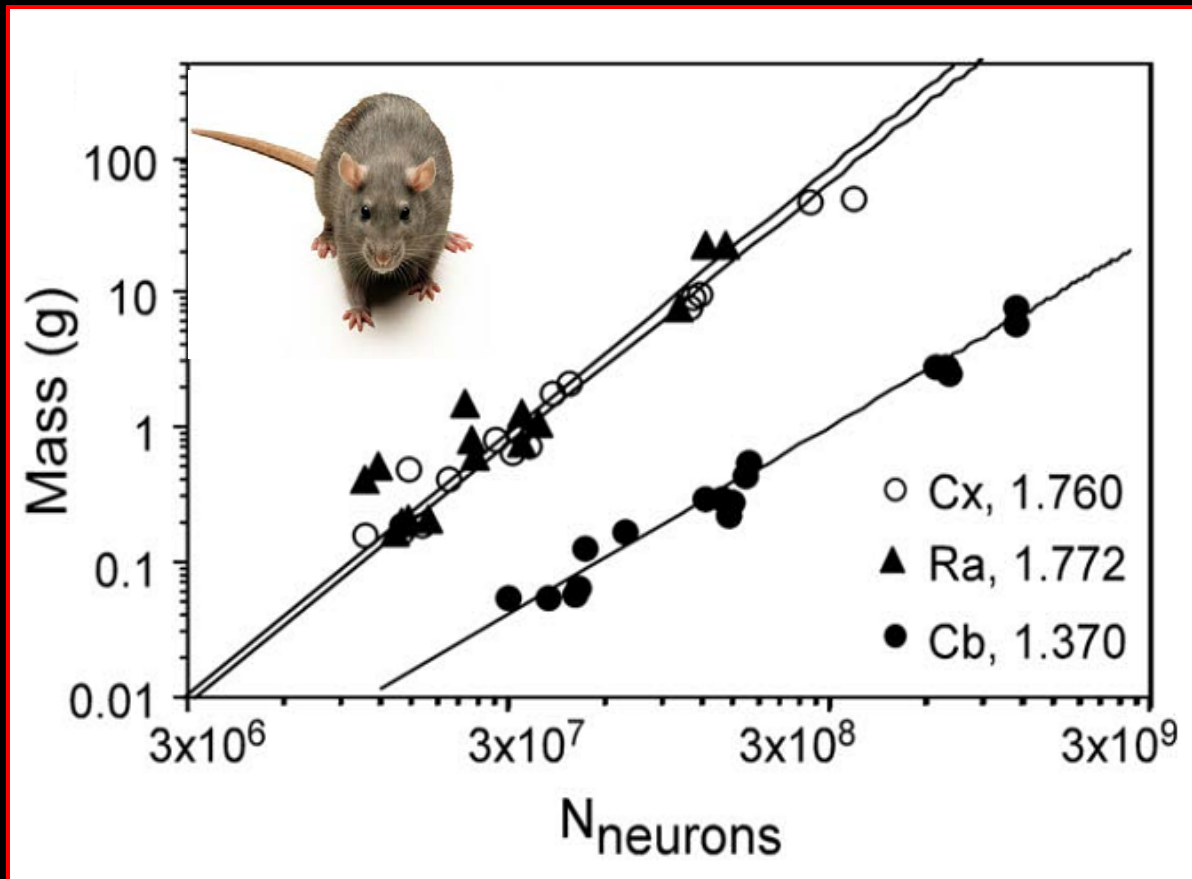 100
10
1
0.1
0.01
Mass (g)
Cx, 1.760
Ra, 1.772
Cb, 1.370
3x10⁶ 3x10⁷ 3x10⁸ 3x10⁹
Nneurons